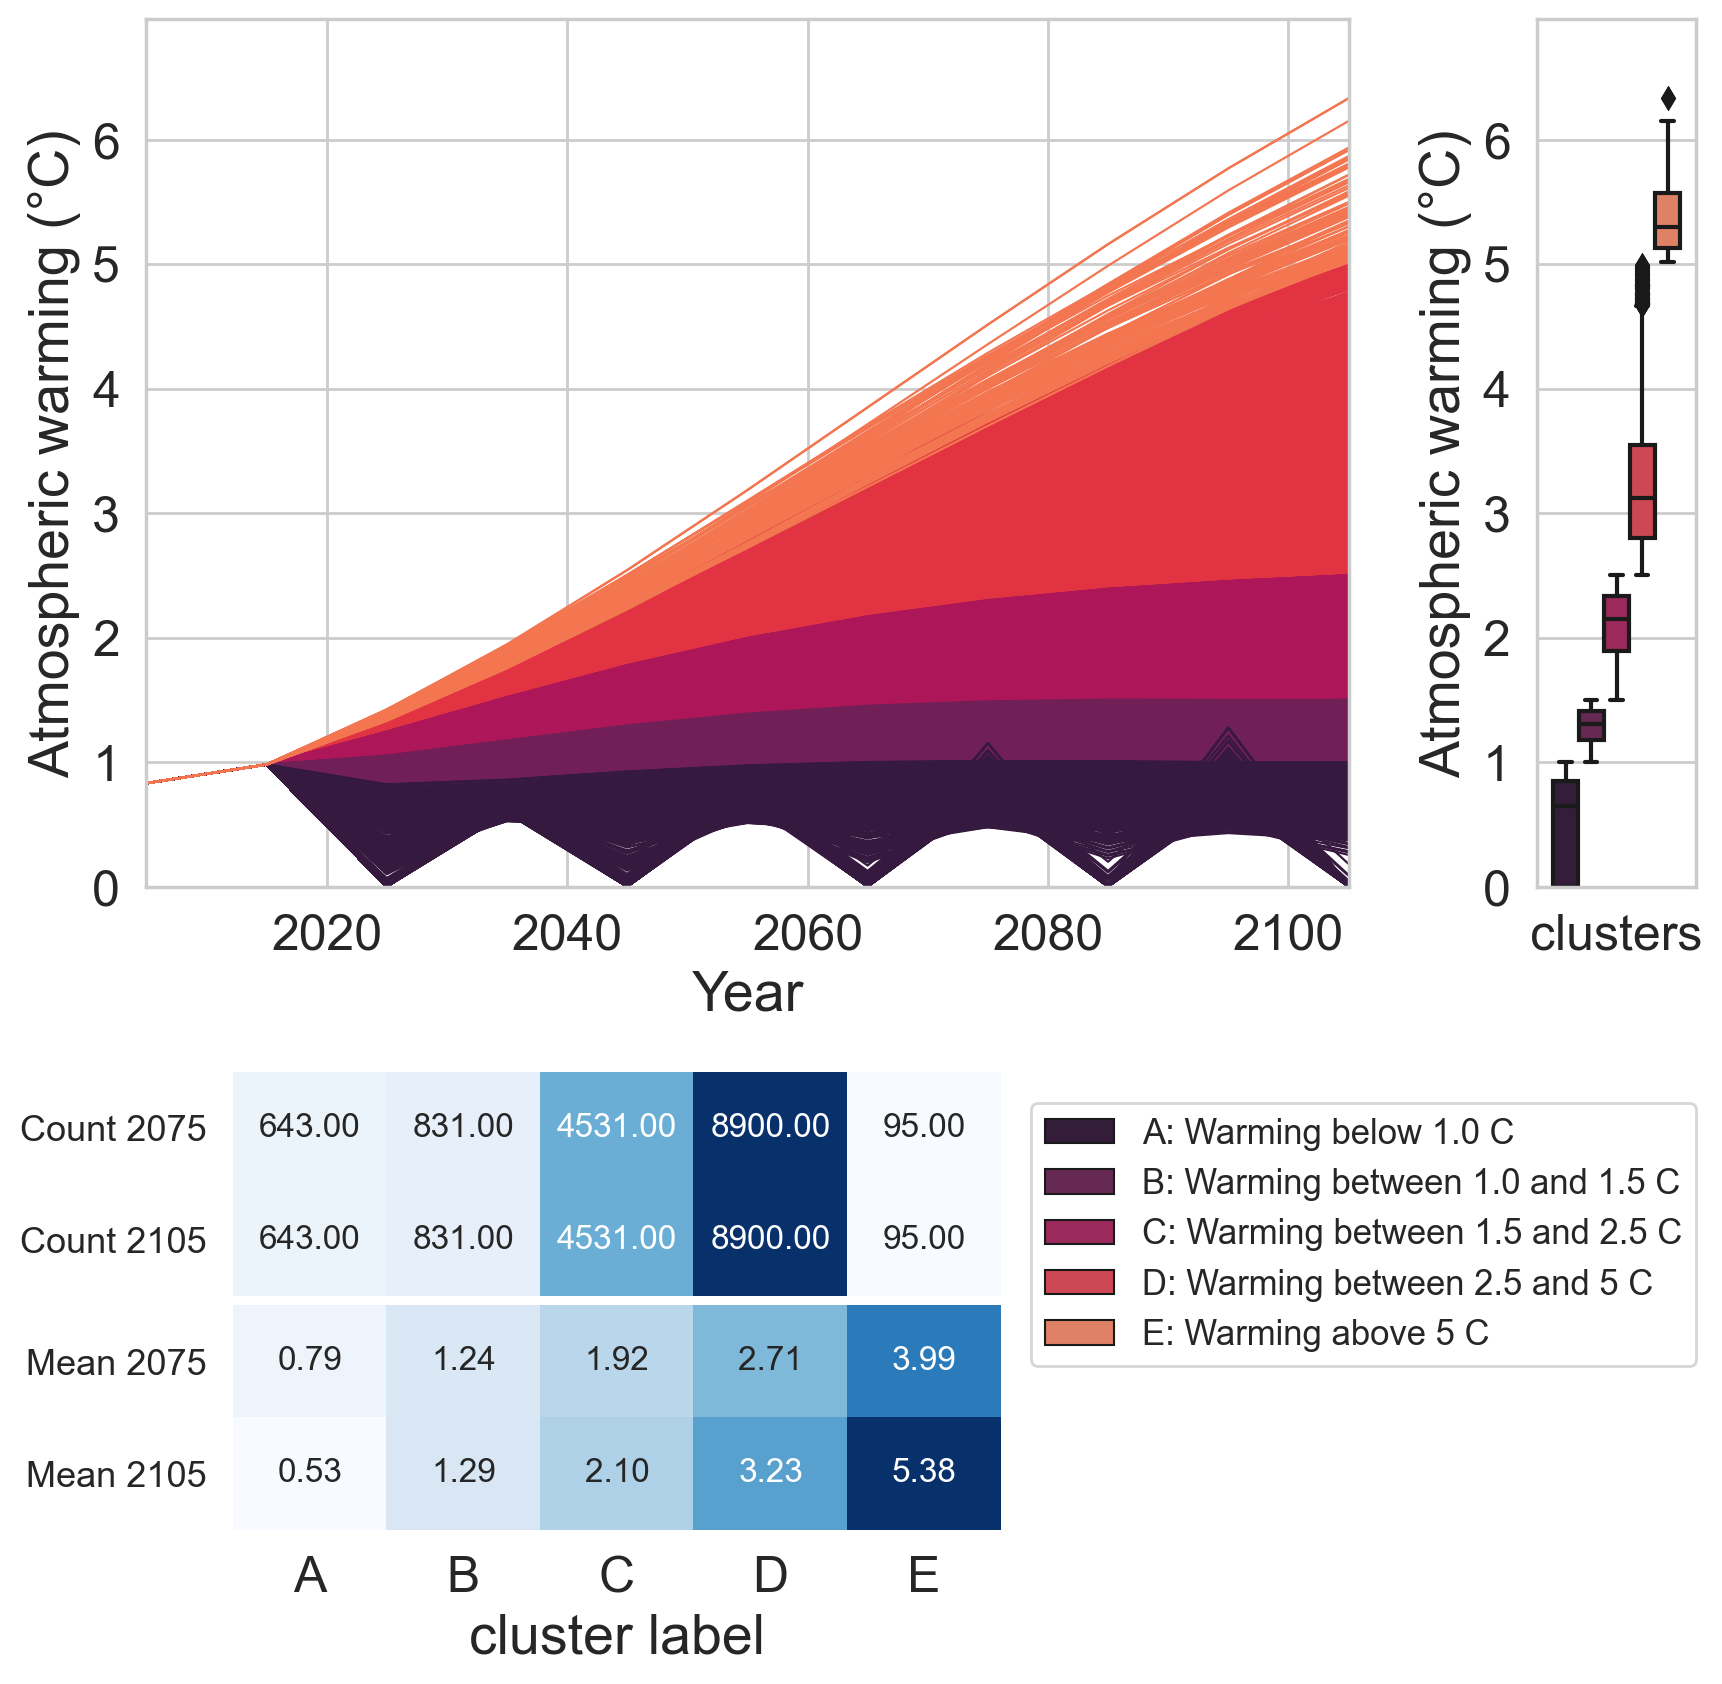 Atmospheric warming (°C)
6
5
4
3
2
1
0
2020 2040 2060 2080 2100
Year
Atmospheric warming (°C)
6
5
4
3
2
1
0
clusters
Count 2075 643.00 831.00 4531.00 8900.00 95.00
Count 2105 643.00 831.00 4531.00 8900.00 95.00
Mean 2075 0.79 1.24 1.92 2.71 3.99
Mean 2105 0.53 1.29 2.10 3.23 5.38
A B C D E
cluster label
A: Warming below 1.0 C
B: Warming between 1.0 and 1.5 C
C: Warming between 1.5 and 2.5 C
D: Warming between 2.5 and 5 C
E: Warming above 5 C